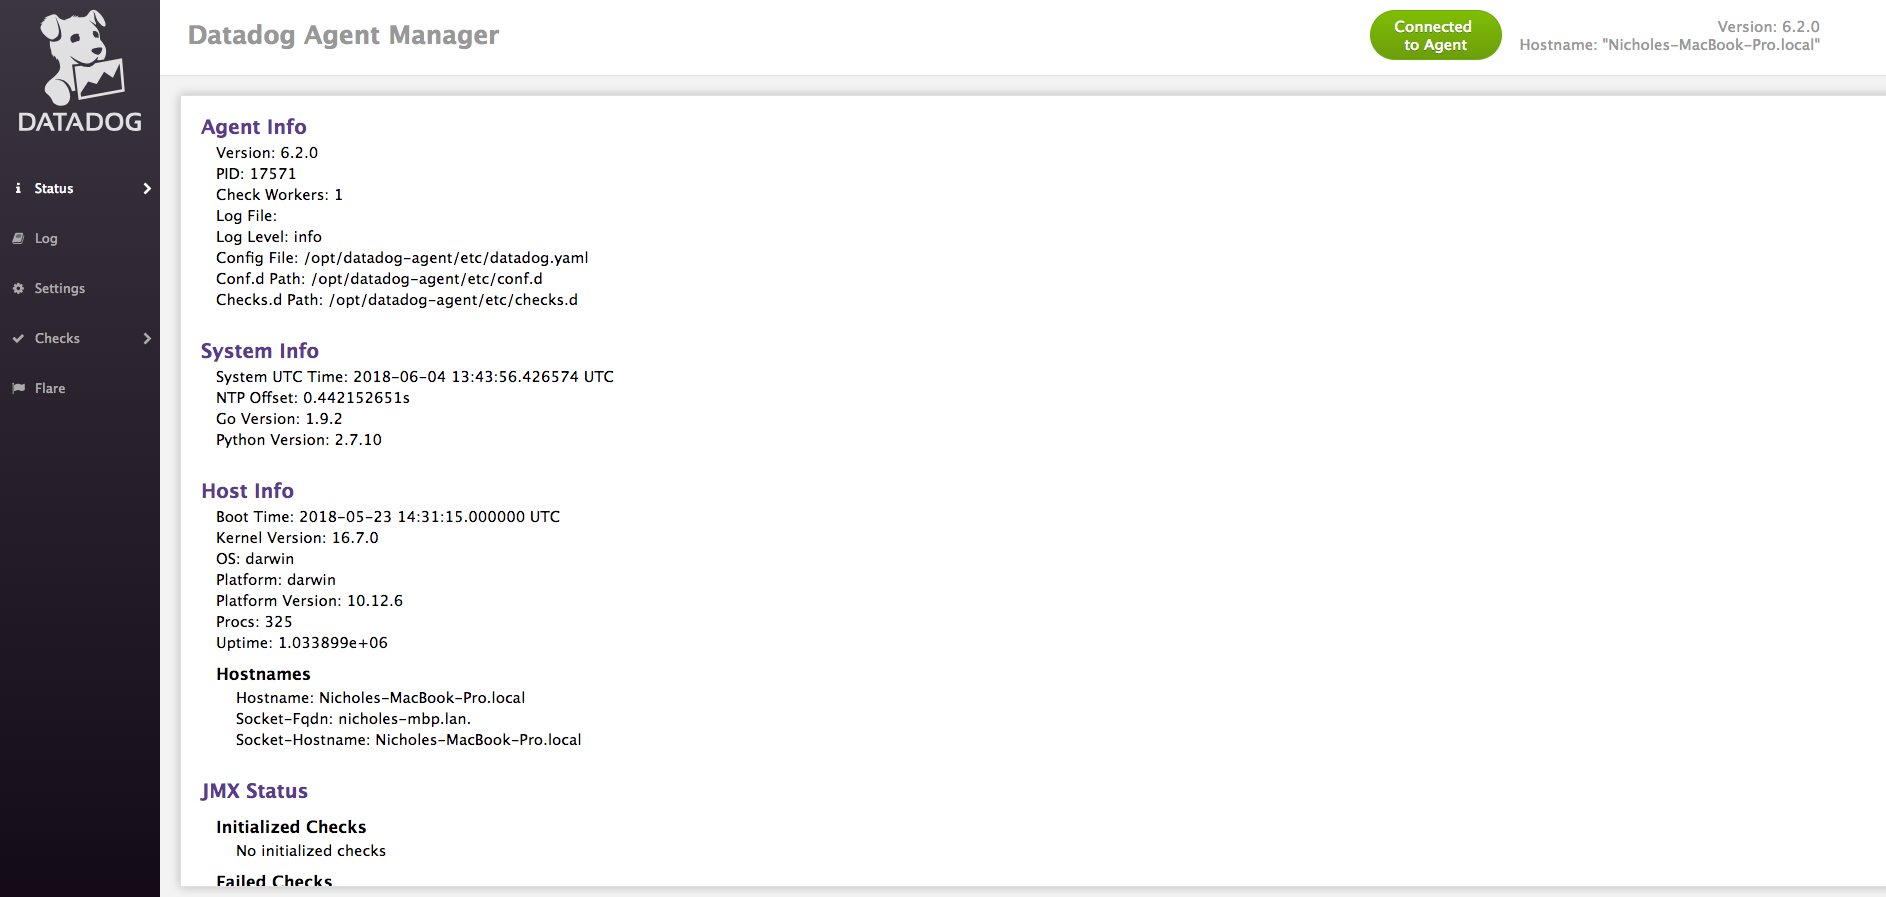 DATADOG
Status
Log
Settings
Checks
Flare
Datadog Agent Manager
Connected
to Agent
Version: 6.2.0
Hostname: "Nicholes-MacBook-Pro.local"
Agent Info
Version: 6.2.0
PID: 17571
Check Workers: 1
Log File:
Log Level: info
Config File: /opt/datadog-agent/etc/datadog.yaml
Conf.d Path: /opt/datadog-agent/etc/conf.d
Checks.d Path: /opt/datadog-agent/etc/checks.d
System Info
System UTC Time: 2018-06-04 13:43:56.426574 UTC
NTP Offset: 0.442152651s
Go Version: 1.9.2
Python Version: 2.7.10
Host Info
Boot Time: 2018-05-23 14:31:15.000000 UTC
Kernel Version: 16.7.0
OS: darwin
Platform: darwin
Platform Version: 10.12.6
Procs: 325
Uptime: 1.033899e+06
Hostnames
Hostname: Nicholes-MacBook-Pro.local
Socket-Fqdn: nicholes-mbp.lan.
Socket-Hostname: Nicholes-MacBook-Pro.local
JMX Status
Initialized Checks
No initialized checks
Failed Checks